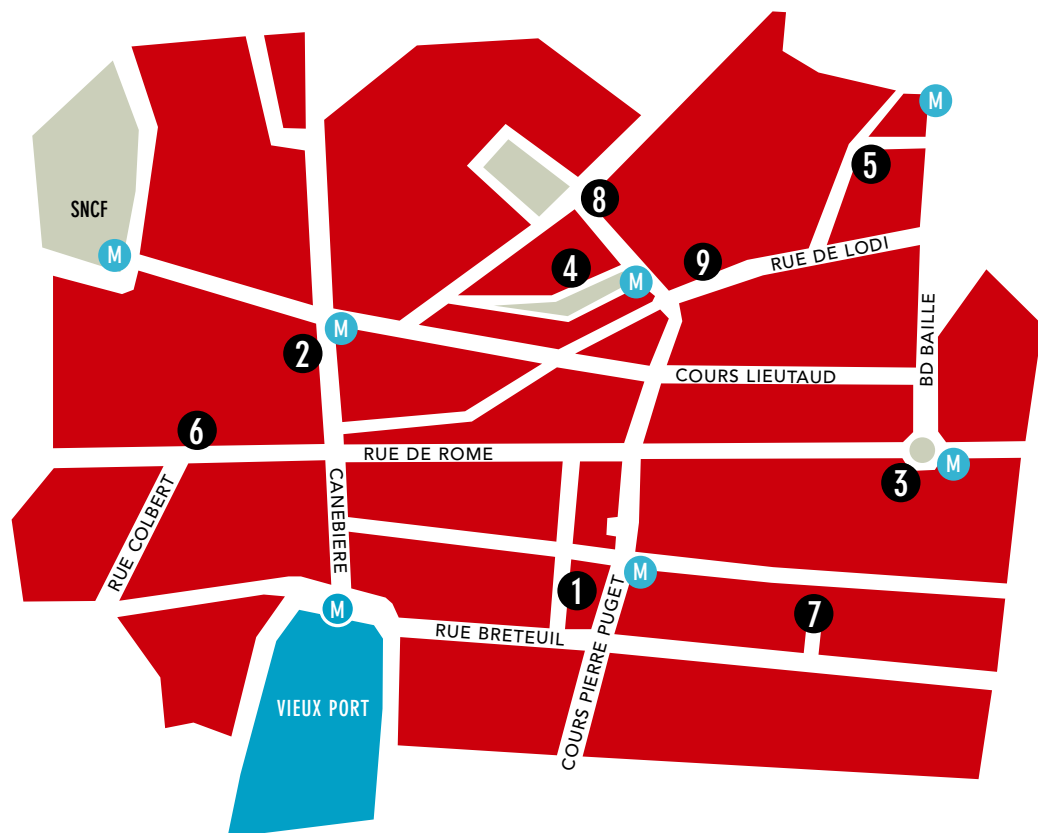 M
5
8
SNCF
M
4
9
RUE DE LODI
M
2
M
COURS LIEUTAUD
BD BAILLE
6
RUE DE ROME
3
M
RUE COLBERT
CANEBIERE
1
M
7
M
RUE BRETEUIL
COURS PIERRE PUGET
VIEUX PORT